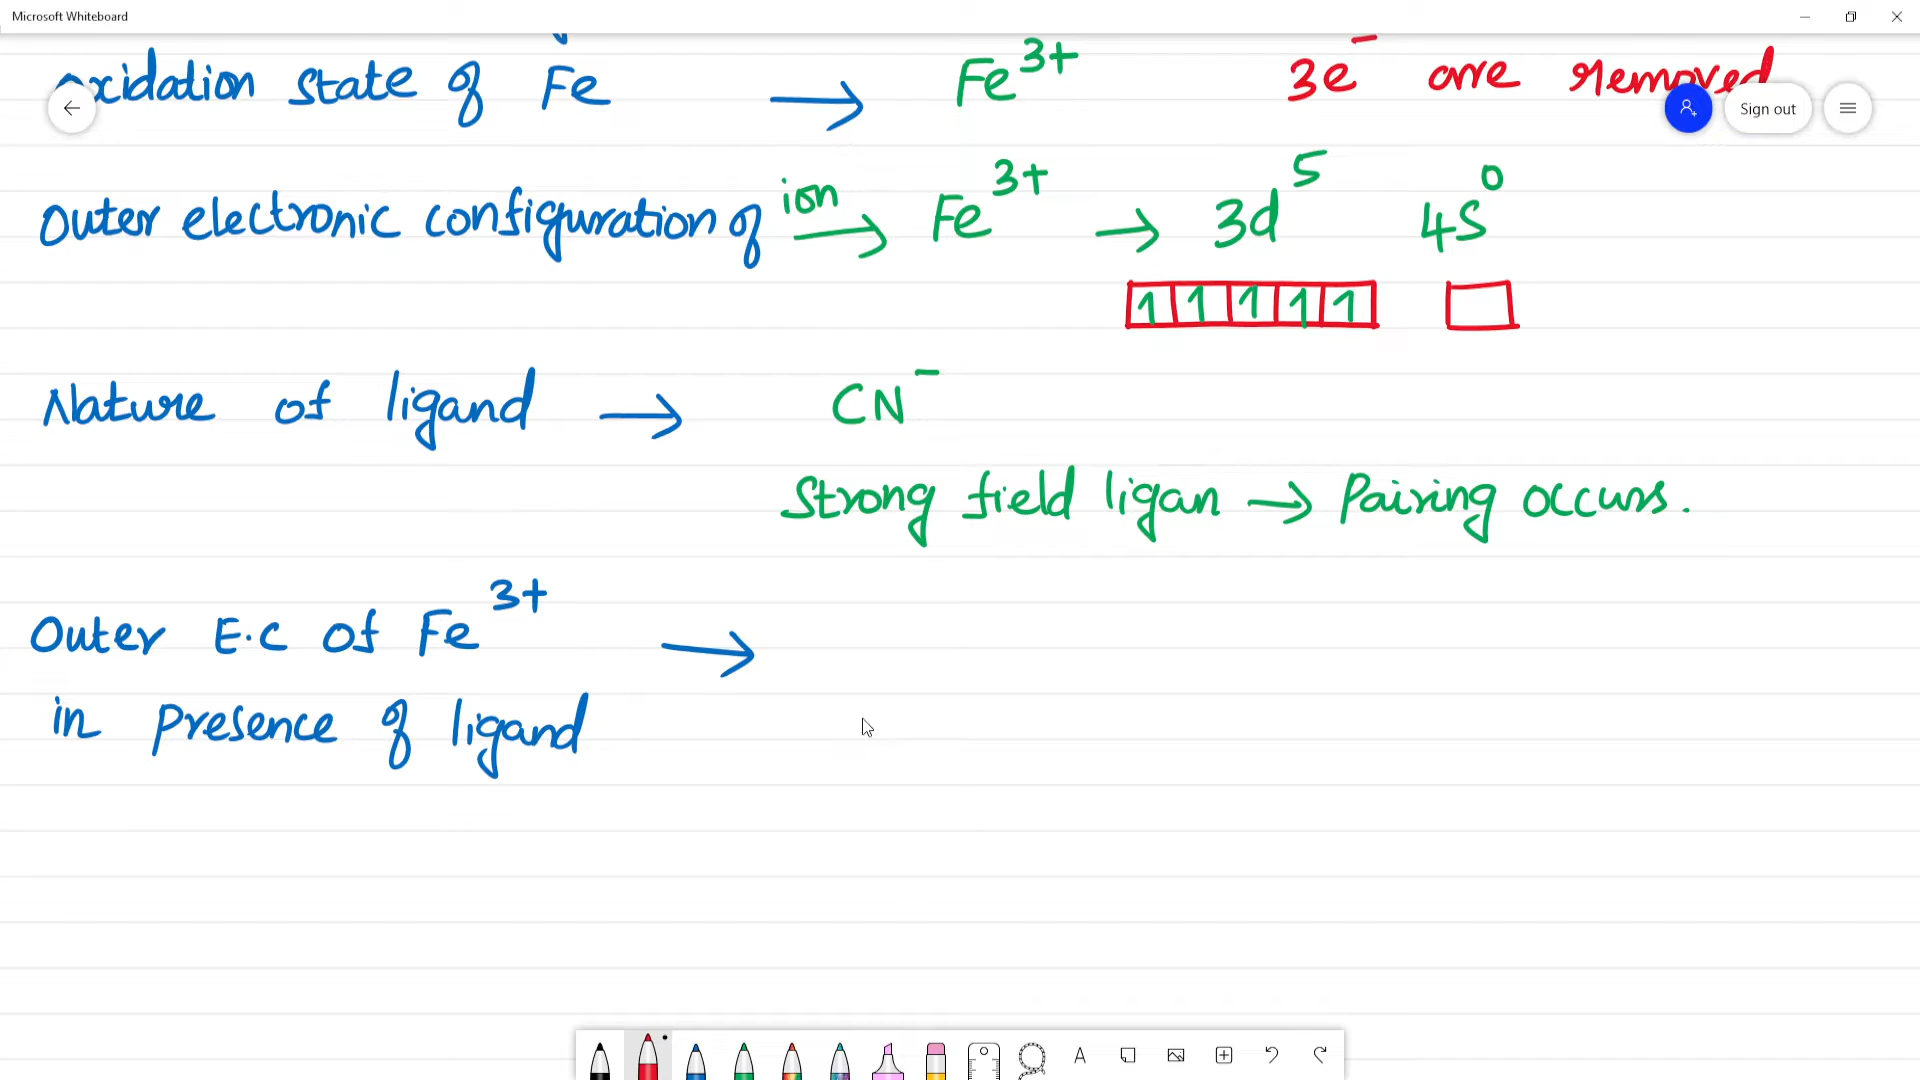 Microsoft Whiteboard
oxidation state of Fe → Fe3+ 3e− are removed
Sign out
Outer electronic configuration of ion → Fe3+ → 3d5 4s0
1 1 1 1 1
Nature of ligand → CN−
Strong field ligan → Pairing occurs.
Outer E.C of Fe3+ →
in presence of ligand
A